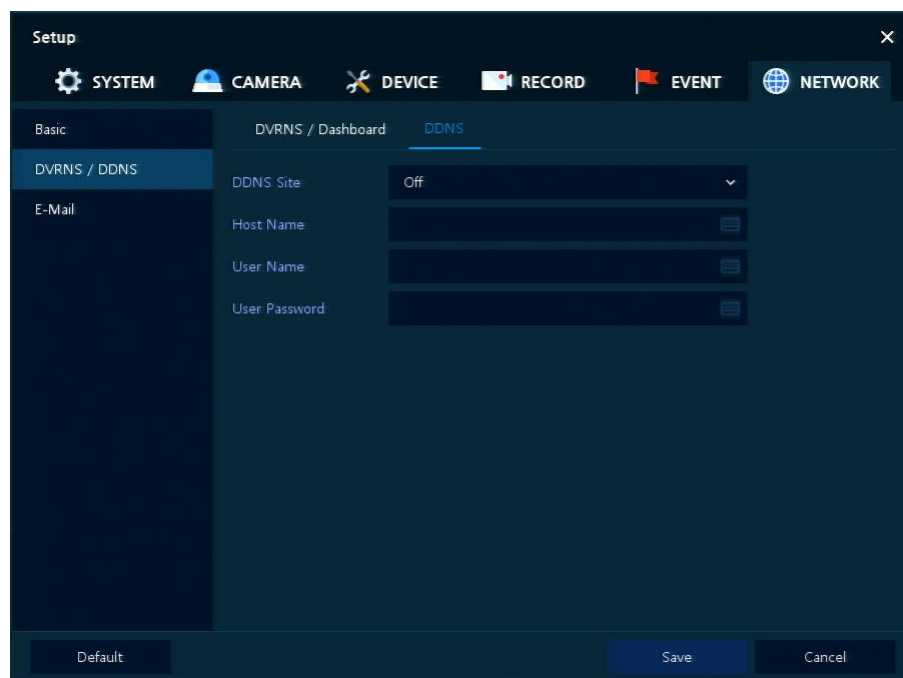 Setup
SYSTEM CAMERA DEVICE RECORD EVENT NETWORK
Basic
DVRNS / DDNS
E-Mail
DVRNS / Dashboard DDNS
DDNS Site Off
Host Name
User Name
User Password
Default Save Cancel